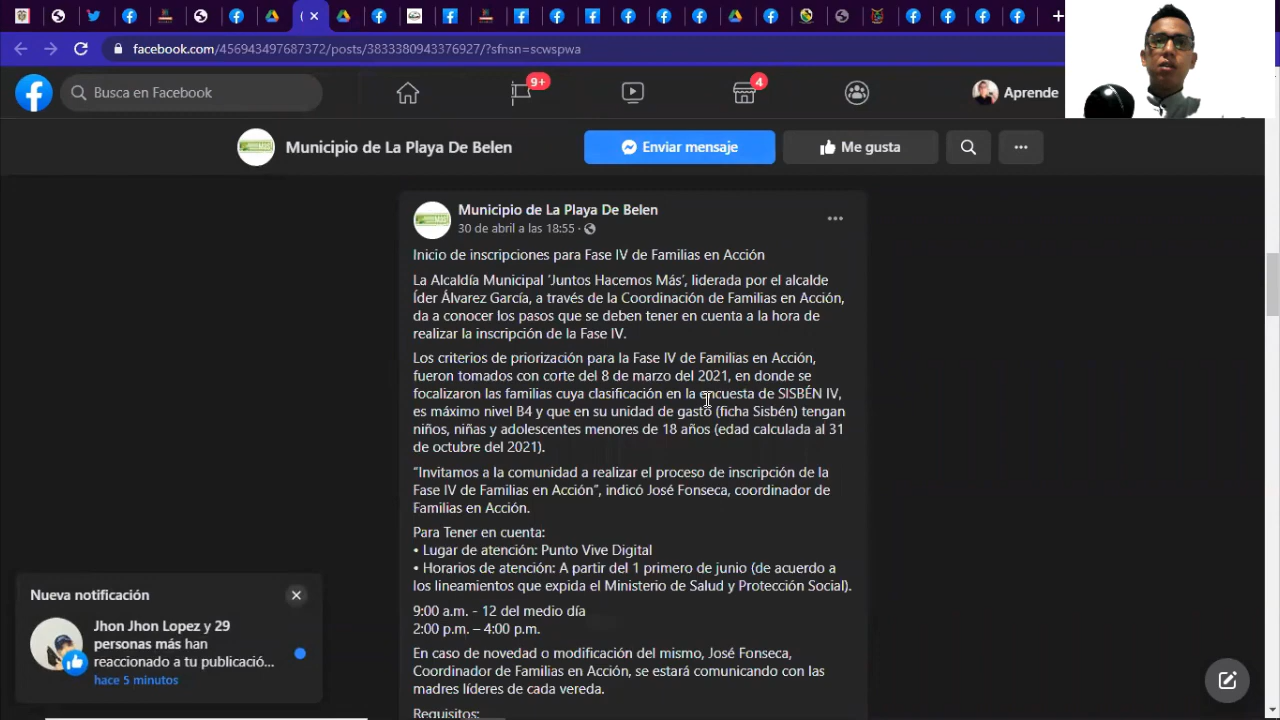 facebook.com/456943497687372/posts/3833380943376927/?sfnsn=scwspwa
Busca en Facebook
9+
4
Aprende
Municipio de La Playa De Belen
Enviar mensaje
Me gusta
Municipio de La Playa De Belen
30 de abril a las 18:55 ·
Inicio de inscripciones para Fase IV de Familias en Acción
La Alcaldía Municipal 'Juntos Hacemos Más', liderada por el alcalde
Íder Álvarez García, a través de la Coordinación de Familias en Acción,
da a conocer los pasos que se deben tener en cuenta a la hora de
realizar la inscripción de la Fase IV.
Los criterios de priorización para la Fase IV de Familias en Acción,
fueron tomados con corte del 8 de marzo del 2021, en donde se
focalizaron las familias cuya clasificación en la encuesta de SISBÉN IV,
es máximo nivel B4 y que en su unidad de gasto (ficha Sisbén) tengan
niños, niñas y adolescentes menores de 18 años (edad calculada al 31
de octubre del 2021).
“Invitamos a la comunidad a realizar el proceso de inscripción de la
Fase IV de Familias en Acción”, indicó José Fonseca, coordinador de
Familias en Acción.
Para Tener en cuenta:
• Lugar de atención: Punto Vive Digital
• Horarios de atención: A partir del 1 primero de junio (de acuerdo a
los lineamientos que expida el Ministerio de Salud y Protección Social).
9:00 a.m. - 12 del medio día
2:00 p.m. – 4:00 p.m.
En caso de novedad o modificación del mismo, José Fonseca,
Coordinador de Familias en Acción, se estará comunicando con las
madres líderes de cada vereda.
Requisitos:
Nueva notificación
Jhon Jhon Lopez y 29
personas más han
reaccionado a tu publicació...
hace 5 minutos